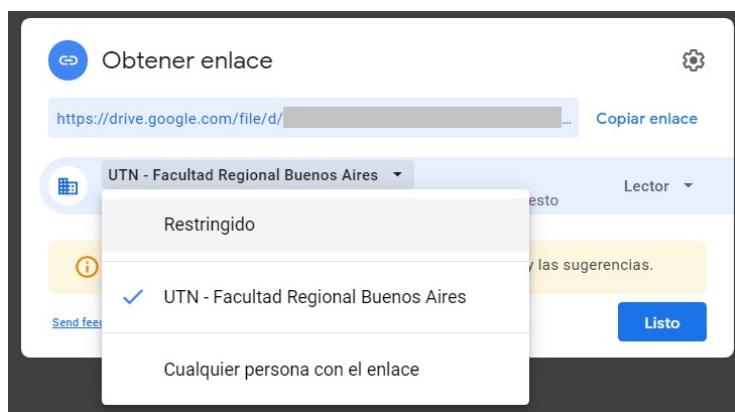 Obtener enlace
https://drive.google.com/file/d/ ... Copiar enlace
UTN - Facultad Regional Buenos Aires
esto Lector
Restringido
y las sugerencias.
UTN - Facultad Regional Buenos Aires
Send fee Listo
Cualquier persona con el enlace